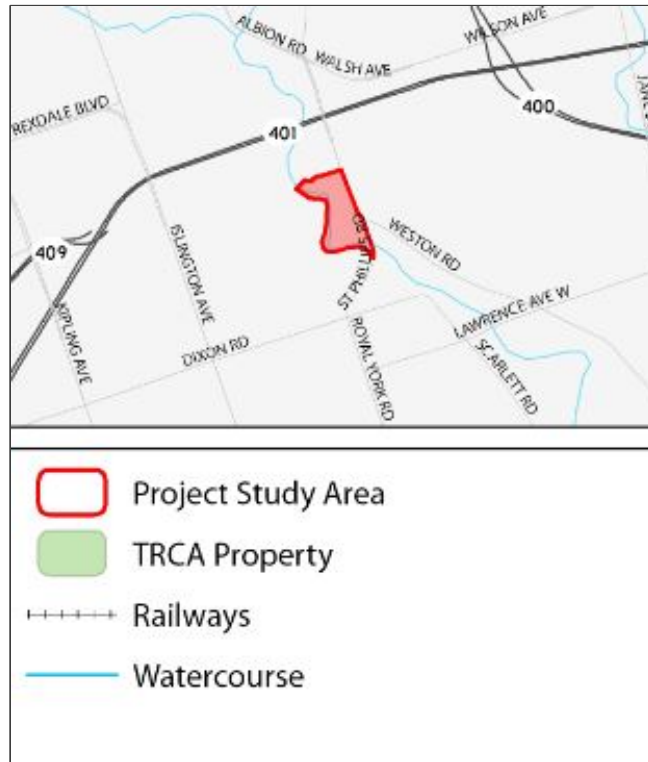 ALBION RD
WALSH AVE
WILSON AVE
REXDALE BLVD
401
400
JANE
409
ISLINGTON AVE
KIPLING AVE
ST PHILLIPS RD
WESTON RD
DIXON RD
ROYAL YORK RD
LAWRENCE AVE W
SCARLETT RD
Project Study Area
TRCA Property
Railways
Watercourse